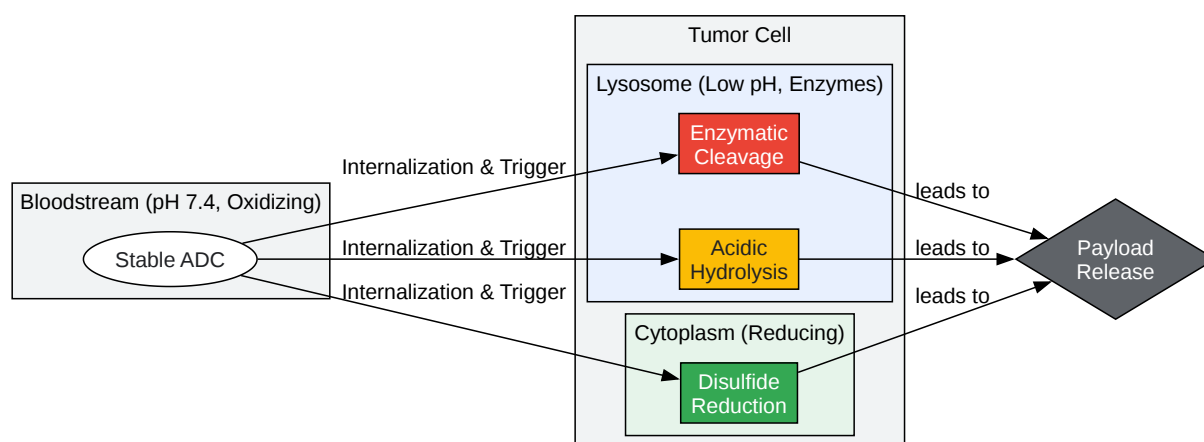 Tumor Cell
Lysosome (Low pH, Enzymes)
Enzymatic
Cleavage
Internalization & Trigger
leads to
Bloodstream (pH 7.4, Oxidizing)
Stable ADC
Internalization & Trigger
Acidic
Hydrolysis
leads to
Payload
Release
Internalization & Trigger
leads to
Cytoplasm (Reducing)
Disulfide
Reduction